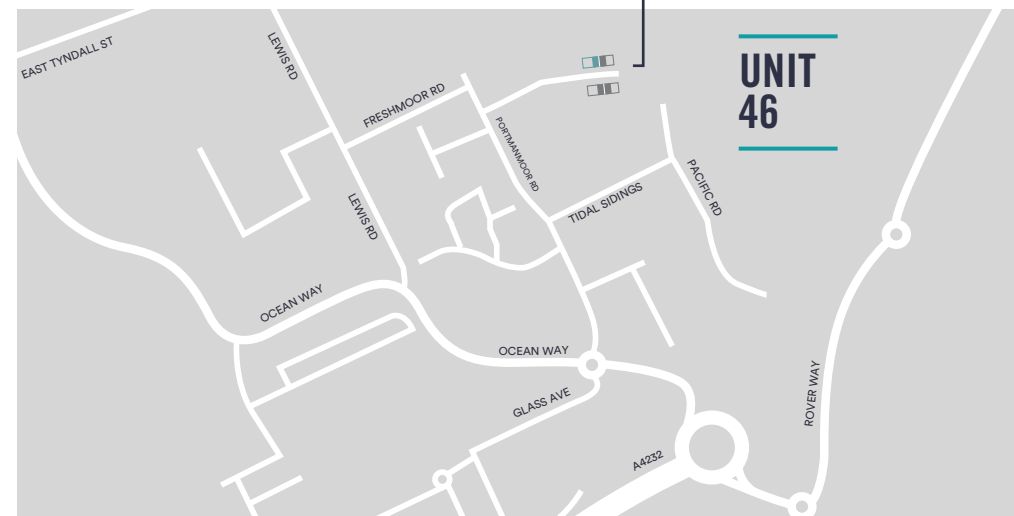 EAST TYNDALL ST
LEWIS RD
UNIT
46
FRESHMOOR RD
PORTMANMOOR RD
PACIFIC RD
TIDAL SIDINGS
LEWIS RD
OCEAN WAY
OCEAN WAY
ROVER WAY
GLASS AVE
A4232